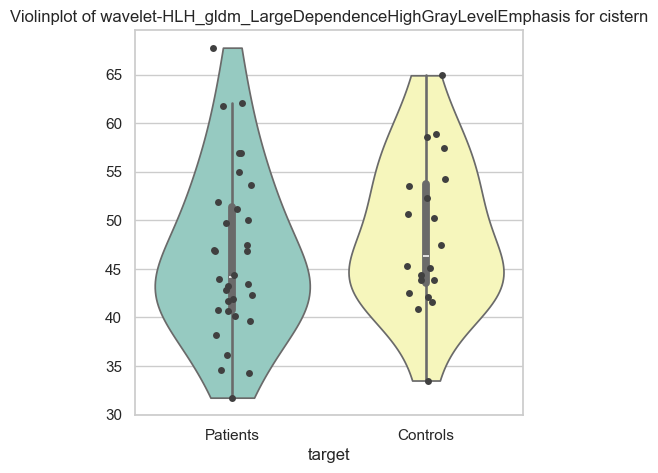 Violinplot of wavelet-HLH_gldm_LargeDependenceHighGrayLevelEmphasis for cistern
65
60
55
50
45
40
35
30
Patients
Controls
target